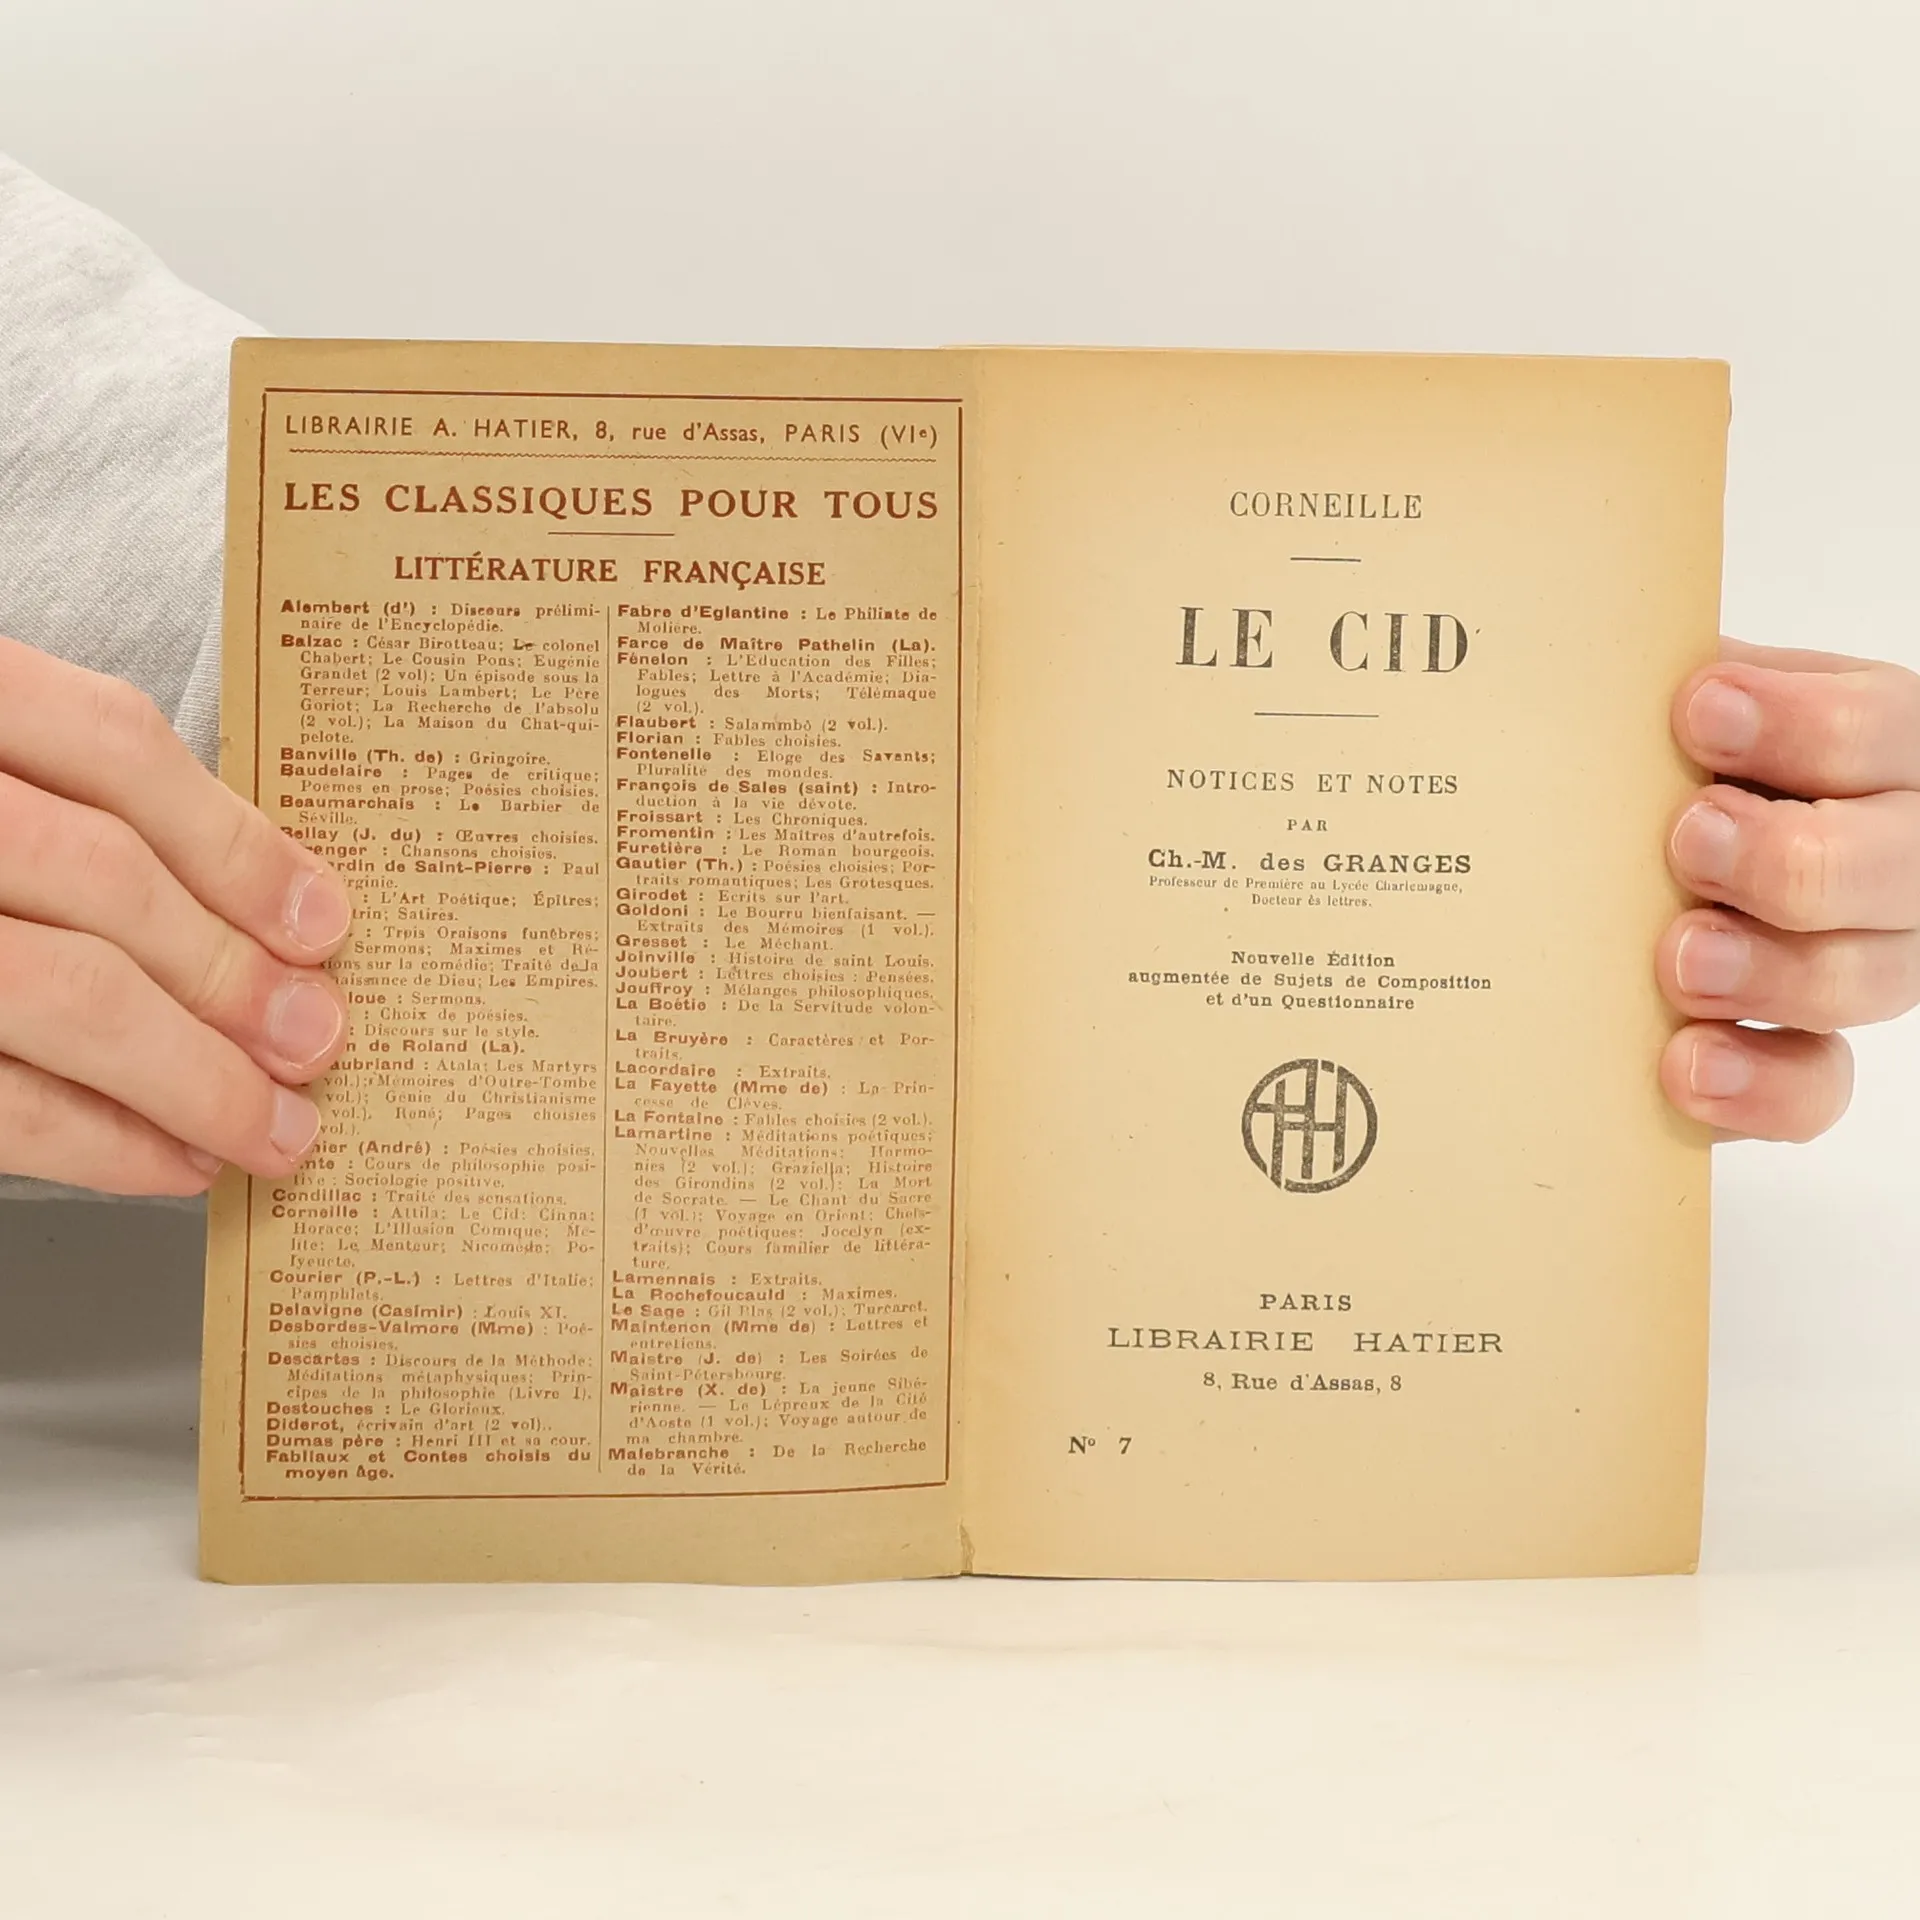 LIBRAIRIE A. HATIER, 8, rue d'Assas, PARIS (VIe)
LES CLASSIQUES POUR TOUS
LITTÉRATURE FRANÇAISE
Alembert (d') : Discours prélimi-
naire de l'Encyclopédie.
Balzac : César Birotteau; Le colonel
Chabert; Le Cousin Pons; Eugénie
Grandet (2 vol); Un épisode sous la
Terreur; Louis Lambert; Le Père
Goriot; La Recherche de l'absolu
(2 vol.); La Maison du Chat-qui-
pelote.
Banville (Th. de) : Gringoire.
Baudelaire : Pages de critique;
Poemes en prose; Poésies choisies.
Beaumarchais : Le Barbier de
Séville.
Bellay (J. du) : Œuvres choisies.
enger : Chansons choisies.
rdin de Saint-Pierre : Paul
irginie.
: L'Art Poétique; Épitres;
trin; Satires.
: Trois Oraisons funèbres;
Sermons; Maximes et Ré-
ions sur la comédie; Traité de la
naissance de Dieu; Les Empires.
loue : Sermons.
: Choix de poésies.
: Discours sur le style.
n de Roland (La).
aubriand : Atala; Les Martyrs
vol.); Mémoires d'Outre-Tombe
vol.); Génie du Christianisme
vol.). René; Pages choisies
vol.).
nier (André) : Poésies choisies.
mte : Cours de philosophie posi-
tive : Sociologie positive.
Condillac : Traité des sensations.
Corneille : Attila; Le Cid; Cinna;
Horace; L'Illusion Comique; Mé-
lite; Le Menteur; Nicomède; Po-
lyeucte.
Courier (P.-L.) : Lettres d'Italie;
Pamphlets.
Delavigne (Casimir) : Louis XI.
Desbordes-Valmore (Mme) : Poé-
sies choisies.
Descartes : Discours de la Méthode;
Méditations métaphysiques; Prin-
cipes de la philosophie (Livre I).
Destouches : Le Glorieux.
Diderot, écrivain d'art (2 vol)..
Dumas père : Henri III et sa cour.
Fabliaux et Contes choisis du
moyen âge.
Fabre d'Eglantine : Le Philinte de
Molière.
Farce de Maître Pathelin (La).
Fénelon : L'Education des Filles;
Fables; Lettre à l'Académie; Dia-
logues des Morts; Télémaque
(2 vol.).
Flaubert : Salammbô (2 vol.).
Florian : Fables choisies.
Fontenelle : Eloge des Savants;
Pluralité des mondes.
François de Sales (saint) : Intro-
duction à la vie dévote.
Froissart : Les Chroniques.
Fromentin : Les Maîtres d'autrefois.
Furetière : Le Roman bourgeois.
Gautier (Th.) : Poésies choisies; Por-
traits romantiques; Les Grotesques.
Girodet : Ecrits sur l'art.
Goldoni : Le Bourru bienfaisant. —
Extraits des Mémoires (1 vol.).
Gresset : Le Méchant.
Joinville : Histoire de saint Louis.
Joubert : Lettres choisies : Pensées.
Jouffroy : Mélanges philosophiques.
La Boétie : De la Servitude volon-
taire.
La Bruyère : Caractères et Por-
traits.
Lacordaire : Extraits.
La Fayette (Mme de) : La Prin-
cesse de Clèves.
La Fontaine : Fables choisies (2 vol.).
Lamartine : Méditations poétiques;
Nouvelles Méditations; Harmo-
nies (2 vol.); Graziella; Histoire
des Girondins (2 vol.); La Mort
de Socrate. — Le Chant du Sacre
(1 vol.); Voyage en Orient; Chefs-
d'œuvre poétiques; Jocelyn (ex-
traits); Cours familier de littéra-
ture.
Lamennais : Extraits.
La Rochefoucauld : Maximes.
Le Sage : Gil Blas (2 vol.); Turcaret.
Maintenon (Mme de) : Lettres et
entretiens.
Maistre (J. de) : Les Soirées de
Saint-Pétersbourg.
Maistre (X. de) : La jeune Sibé-
rienne. — Le Lépreux de la Cité
d'Aoste (1 vol.); Voyage autour de
ma chambre.
Malebranche : De la Recherche
de la Vérité.
CORNEILLE
LE CID
NOTICES ET NOTES
PAR
Ch.-M. des GRANGES
Professeur de Première au Lycée Charlemagne,
Docteur ès lettres.
Nouvelle Édition
augmentée de Sujets de Composition
et d'un Questionnaire
PARIS
LIBRAIRIE HATIER
8, Rue d'Assas, 8
No 7